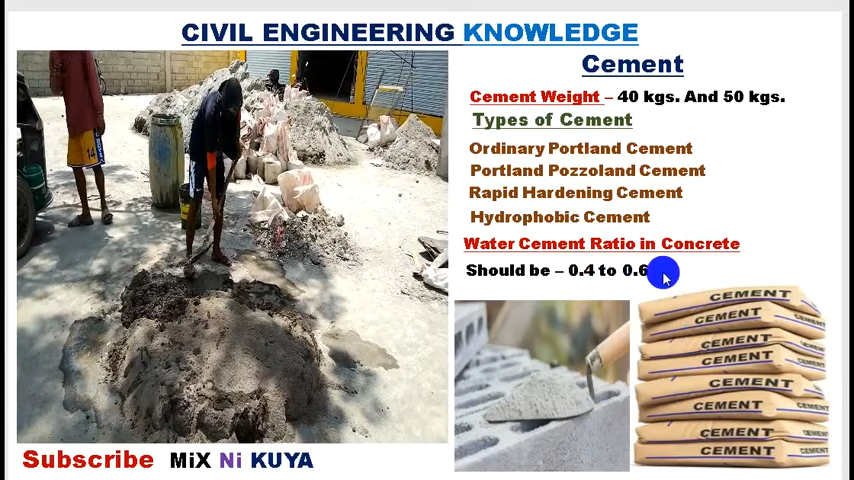 CIVIL ENGINEERING KNOWLEDGE
Cement
Cement Weight – 40 kgs. And 50 kgs.
Types of Cement
Ordinary Portland Cement
Portland Pozzoland Cement
Rapid Hardening Cement
Hydrophobic Cement
Water Cement Ratio in Concrete
Should be – 0.4 to 0.6
CEMENT
CEMENT
CEMENT
CEMENT
CEMENT
CEMENT
CEMENT
CEMENT
Subscribe MiX Ni KUYA